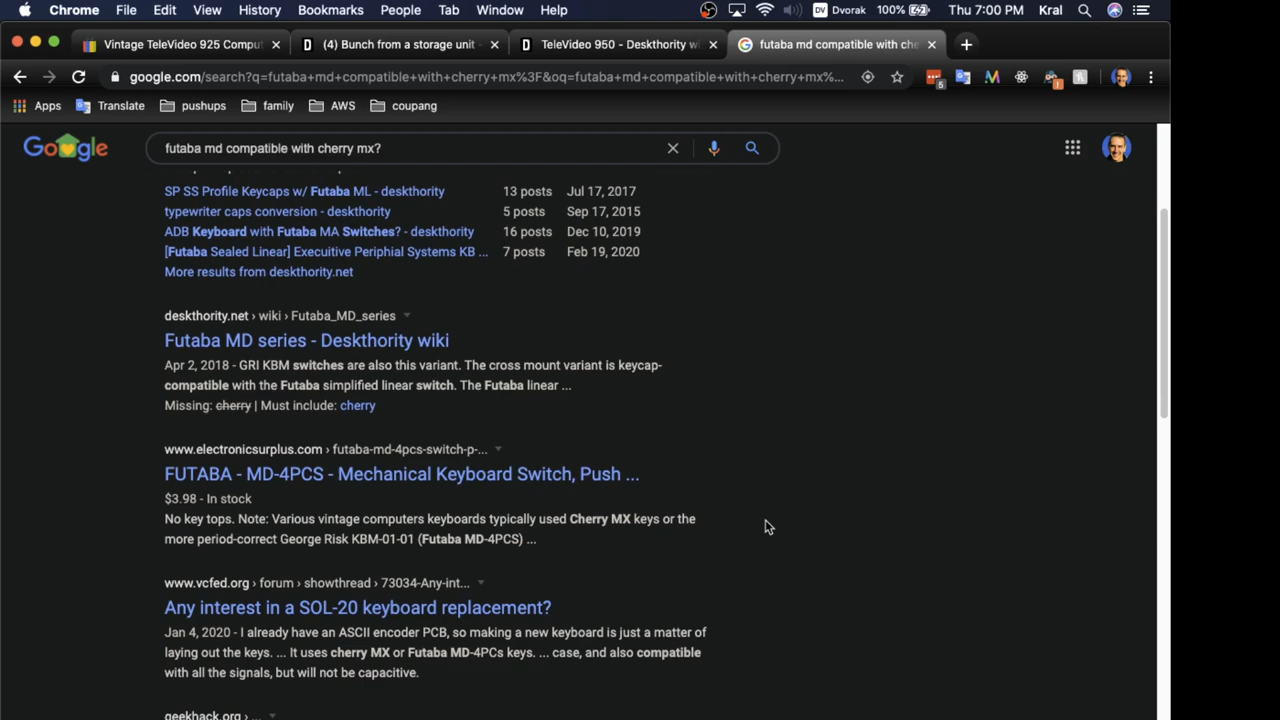 Chrome File Edit View History Bookmarks People Tab Window Help DV Dvorak 100% Thu 7:00 PM Kral
Vintage TeleVideo 925 Comput × D (4) Bunch from a storage unit - × D TeleVideo 950 - Deskthority wi × G futaba md compatible with che × +
google.com/search?q=futaba+md+compatible+with+cherry+mx%3F&oq=futaba+md+compatible+with+cherry+mx%... 5
Apps Translate pushups family AWS coupang
Google futaba md compatible with cherry mx?
SP SS Profile Keycaps w/ Futaba ML - deskthority 13 posts Jul 17, 2017
typewriter caps conversion - deskthority 5 posts Sep 17, 2015
ADB Keyboard with Futaba MA Switches? - deskthority 16 posts Dec 10, 2019
[Futaba Sealed Linear] Execuitive Periphial Systems KB ... 7 posts Feb 19, 2020
More results from deskthority.net
deskthority.net › wiki › Futaba_MD_series
Futaba MD series - Deskthority wiki
Apr 2, 2018 - GRI KBM switches are also this variant. The cross mount variant is keycap-
compatible with the Futaba simplified linear switch. The Futaba linear ...
Missing: cherry | Must include: cherry
www.electronicsurplus.com › futaba-md-4pcs-switch-p-...
FUTABA - MD-4PCS - Mechanical Keyboard Switch, Push ...
$3.98 - In stock
No key tops. Note: Various vintage computers keyboards typically used Cherry MX keys or the
more period-correct George Risk KBM-01-01 (Futaba MD-4PCS) ...
www.vcfed.org › forum › showthread › 73034-Any-int...
Any interest in a SOL-20 keyboard replacement?
Jan 4, 2020 - I already have an ASCII encoder PCB, so making a new keyboard is just a matter of
laying out the keys. ... It uses cherry MX or Futaba MD-4PCs keys. ... case, and also compatible
with all the signals, but will not be capacitive.
geekhack.org › ...